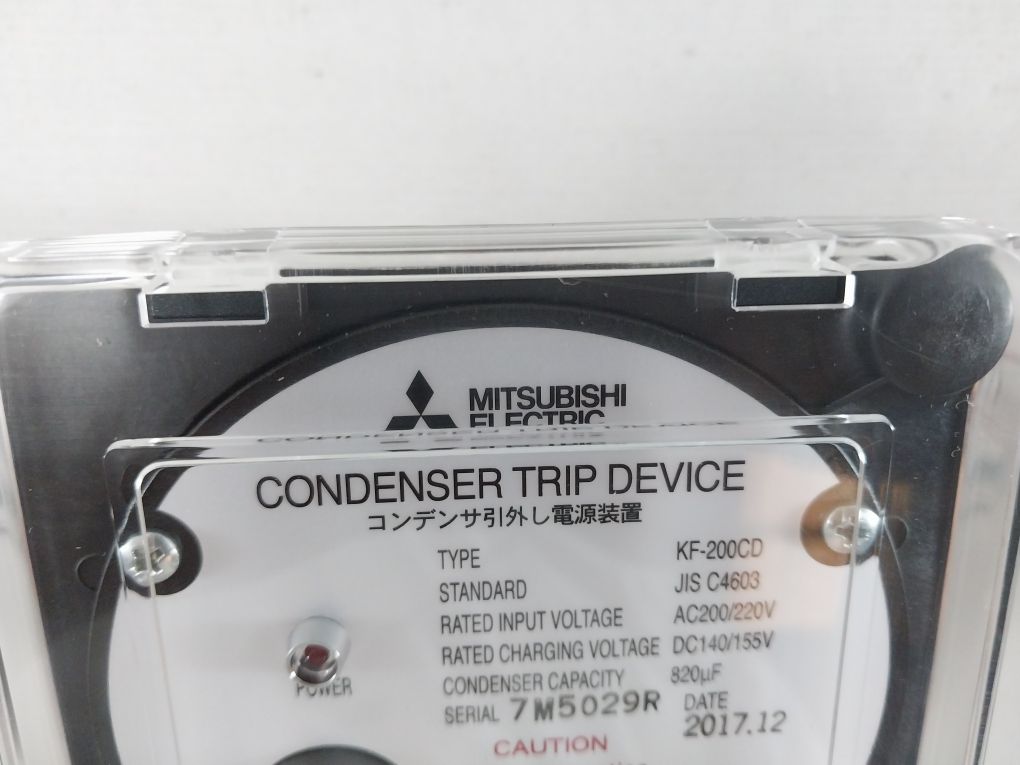 MITSUBISHI
ELECTRIC
CONDENSER TRIP DEVICE
コンデンサ引外し電源装置
TYPE KF-200CD
STANDARD JIS C4603
RATED INPUT VOLTAGE AC200/220V
RATED CHARGING VOLTAGE DC140/155V
CONDENSER CAPACITY 820μF
SERIAL 7M5029R DATE 2017.12
POWER
CAUTION